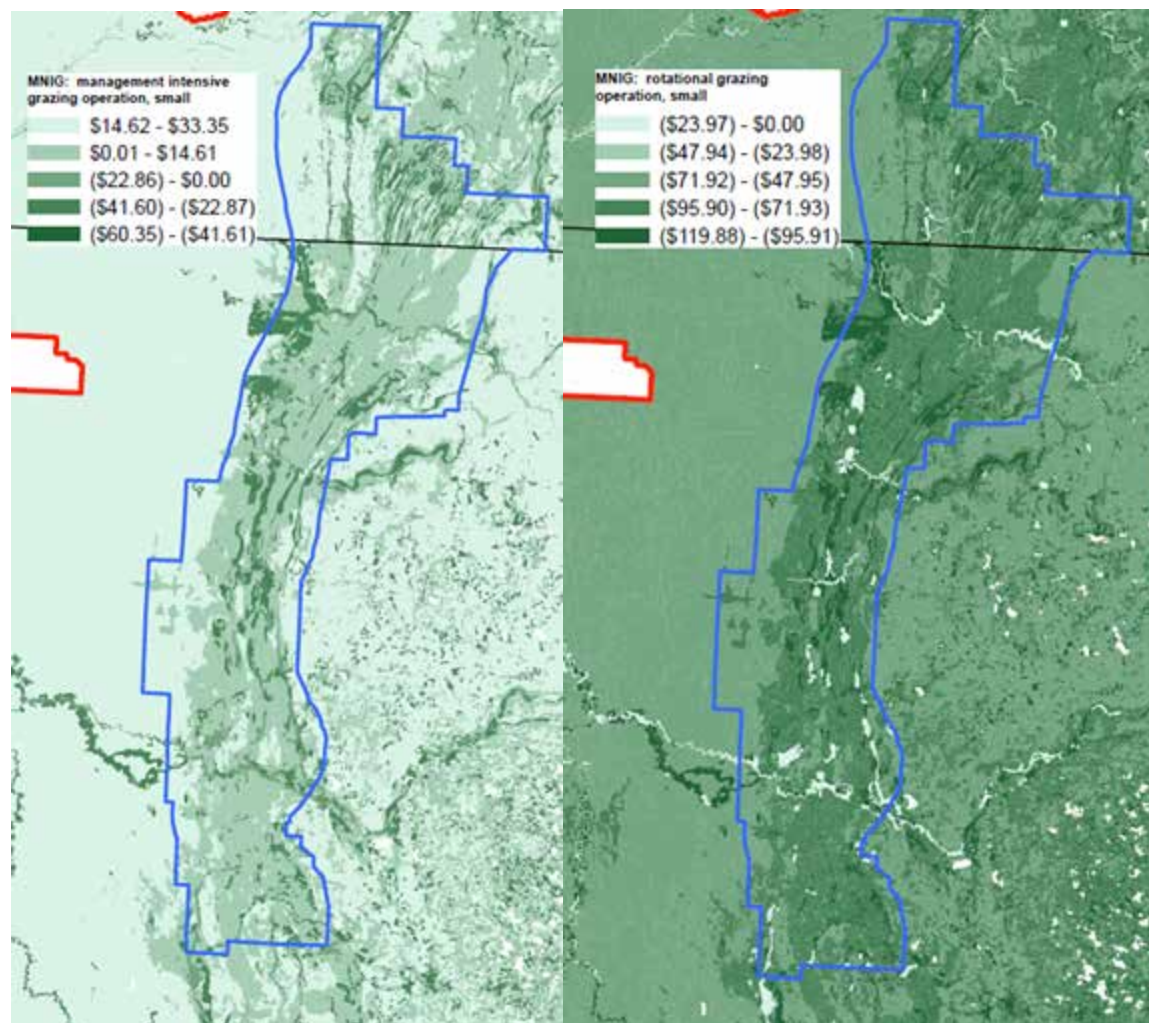 MNIG: management intensive
grazing operation, small
$14.62 - $33.35
$0.01 - $14.61
($22.86) - $0.00
($41.60) - ($22.87)
($60.35) - ($41.61)
MNIG: rotational grazing
operation, small
($23.97) - $0.00
($47.94) - ($23.98)
($71.92) - ($47.95)
($95.90) - ($71.93)
($119.88) - ($95.91)